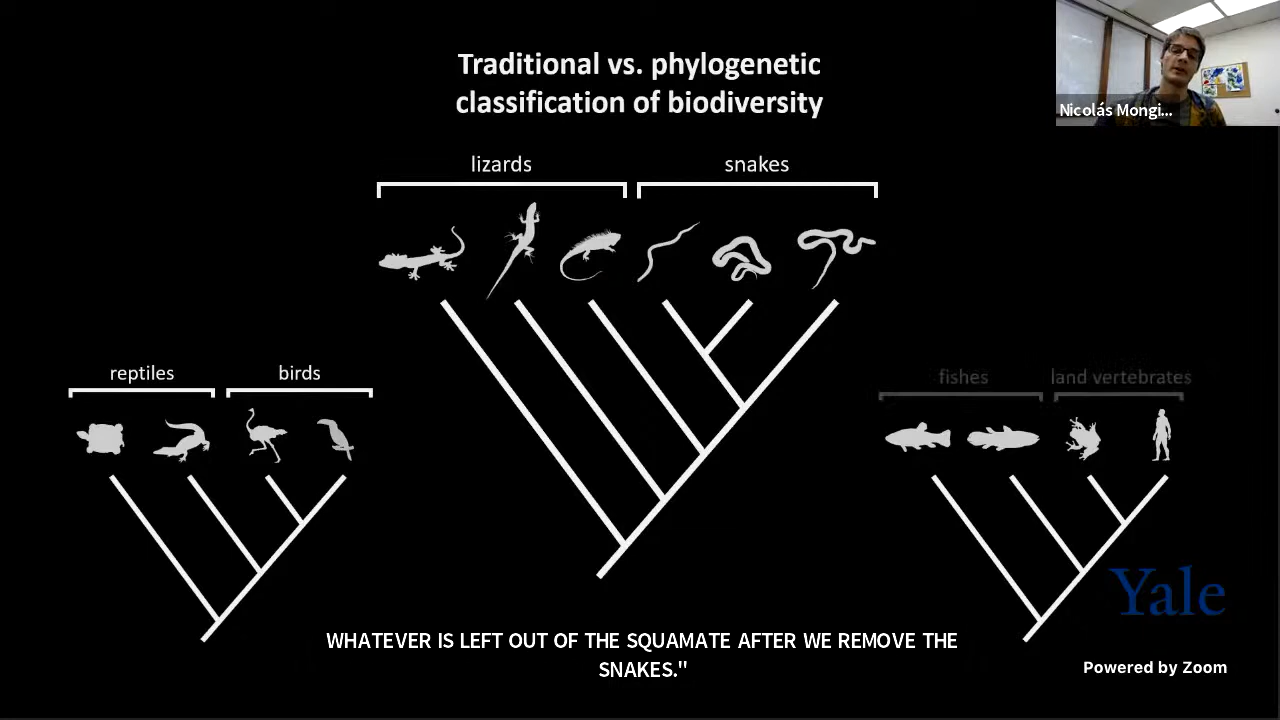 Traditional vs. phylogenetic
classification of biodiversity
Nicolás Mongi...
lizards
snakes
reptiles
birds
fishes
land vertebrates
Yale
WHATEVER IS LEFT OUT OF THE SQUAMATE AFTER WE REMOVE THE
SNAKES."
Powered by Zoom